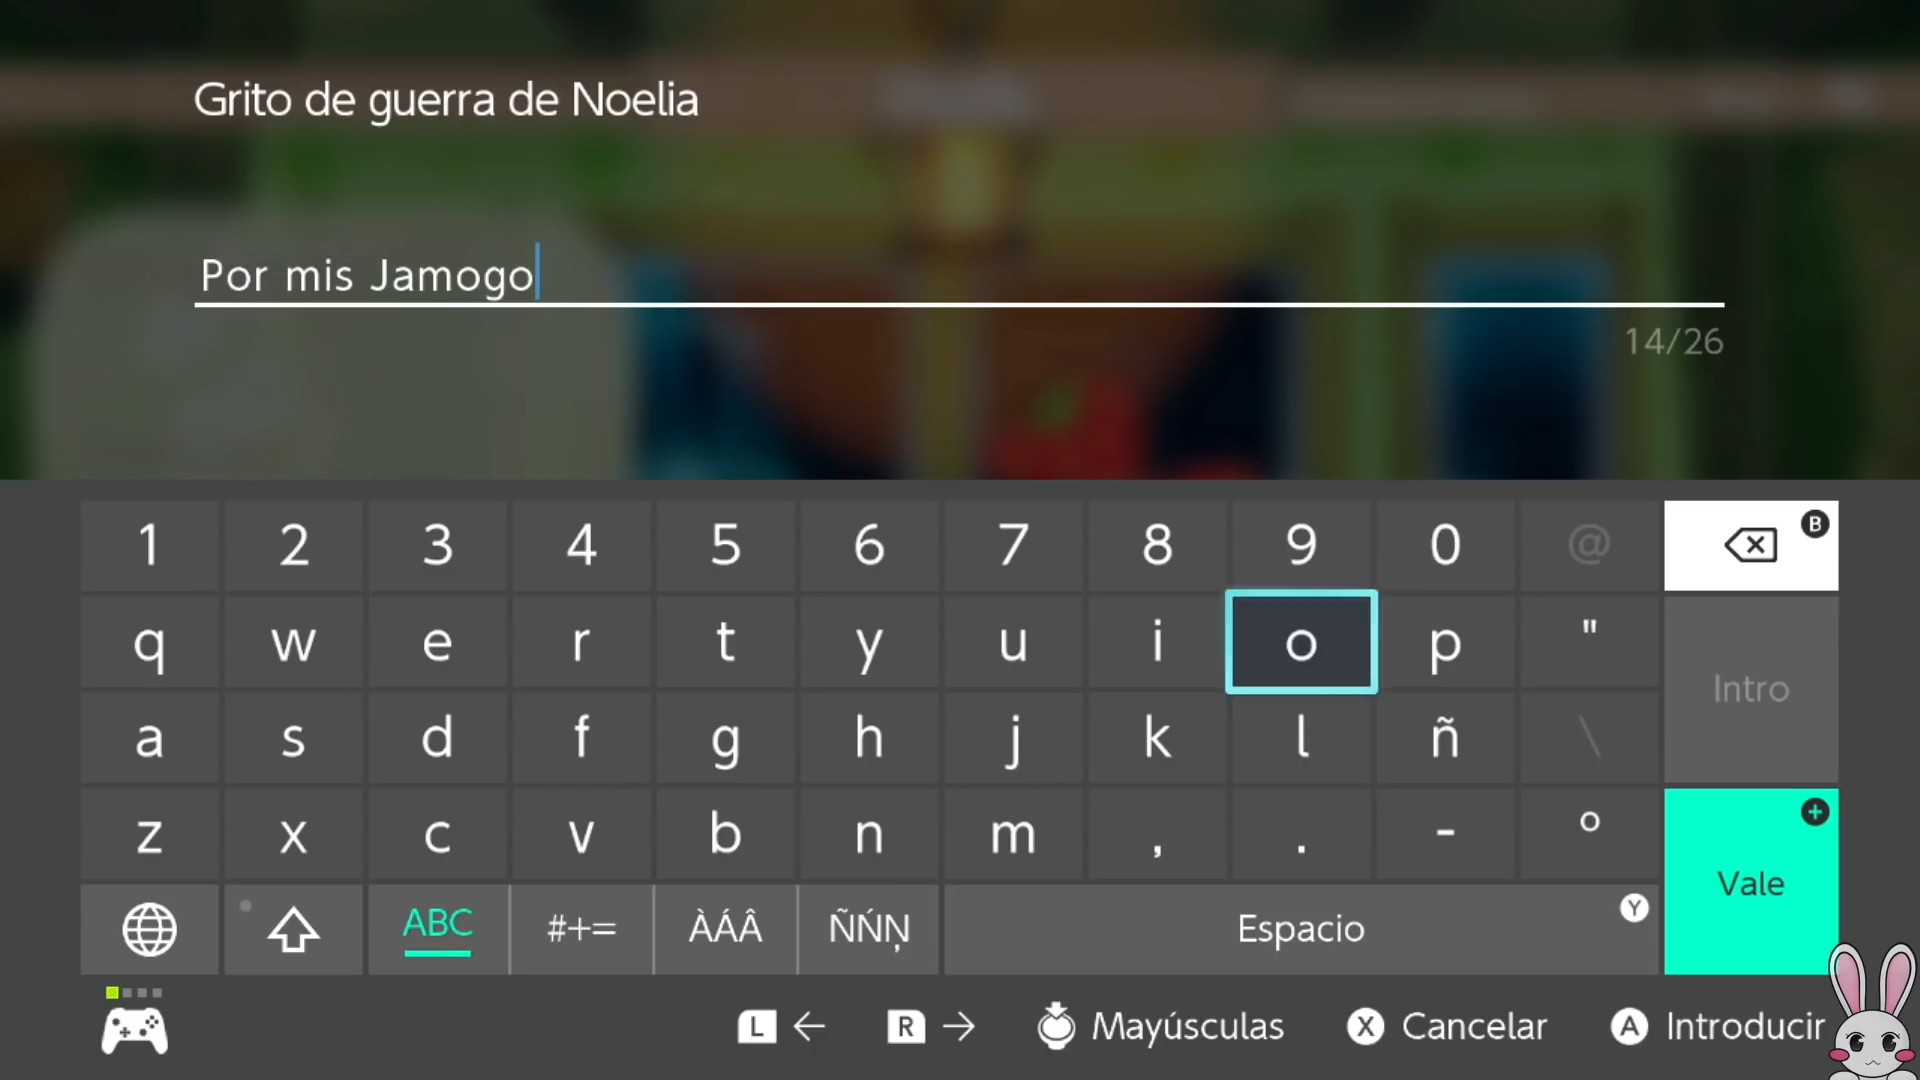 Grito de guerra de Noelia
Por mis Jamogo
14/26
1 2 3 4 5 6 7 8 9 0 @ B
q w e r t y u i o p "
Intro
a s d f g h j k l ñ \
z x c v b n m , . - º +
Vale
ABC #+= ÀÁÂ ÑŃŅ Espacio Y
L ← R → Mayúsculas X Cancelar A Introducir